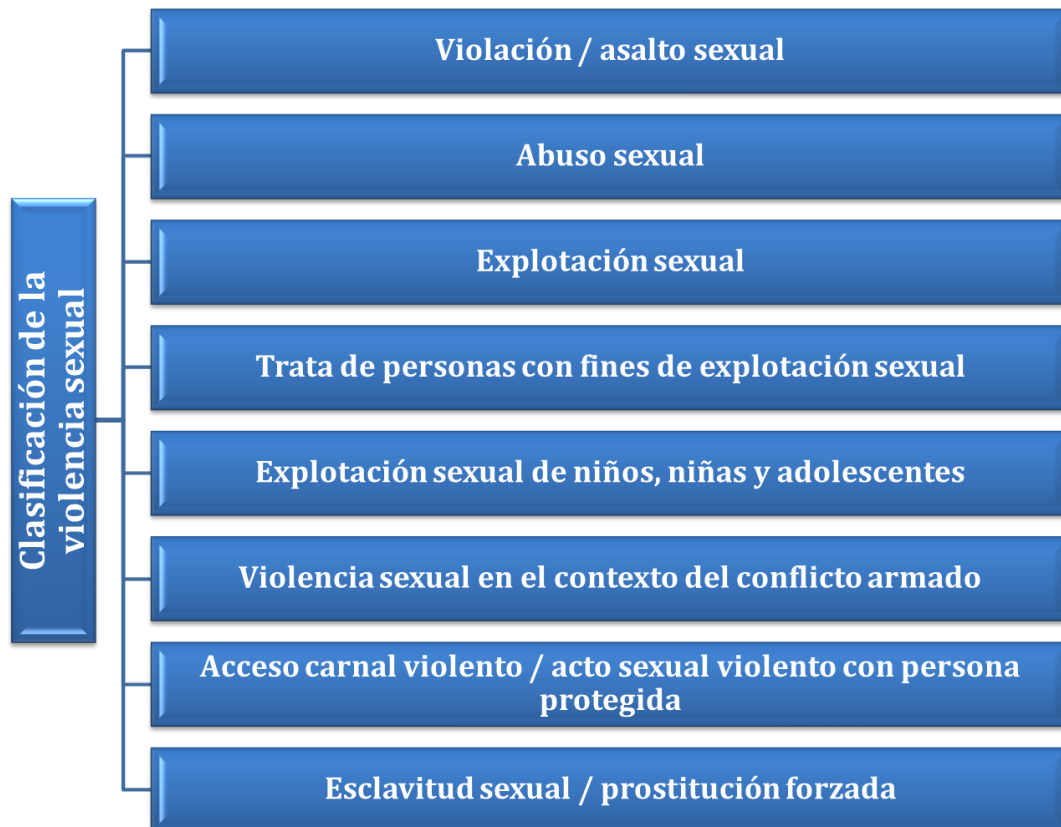 Clasificación de la
violencia sexual
Violación / asalto sexual
Abuso sexual
Explotación sexual
Trata de personas con fines de explotación sexual
Explotación sexual de niños, niñas y adolescentes
Violencia sexual en el contexto del conflicto armado
Acceso carnal violento / acto sexual violento con persona
protegida
Esclavitud sexual / prostitución forzada